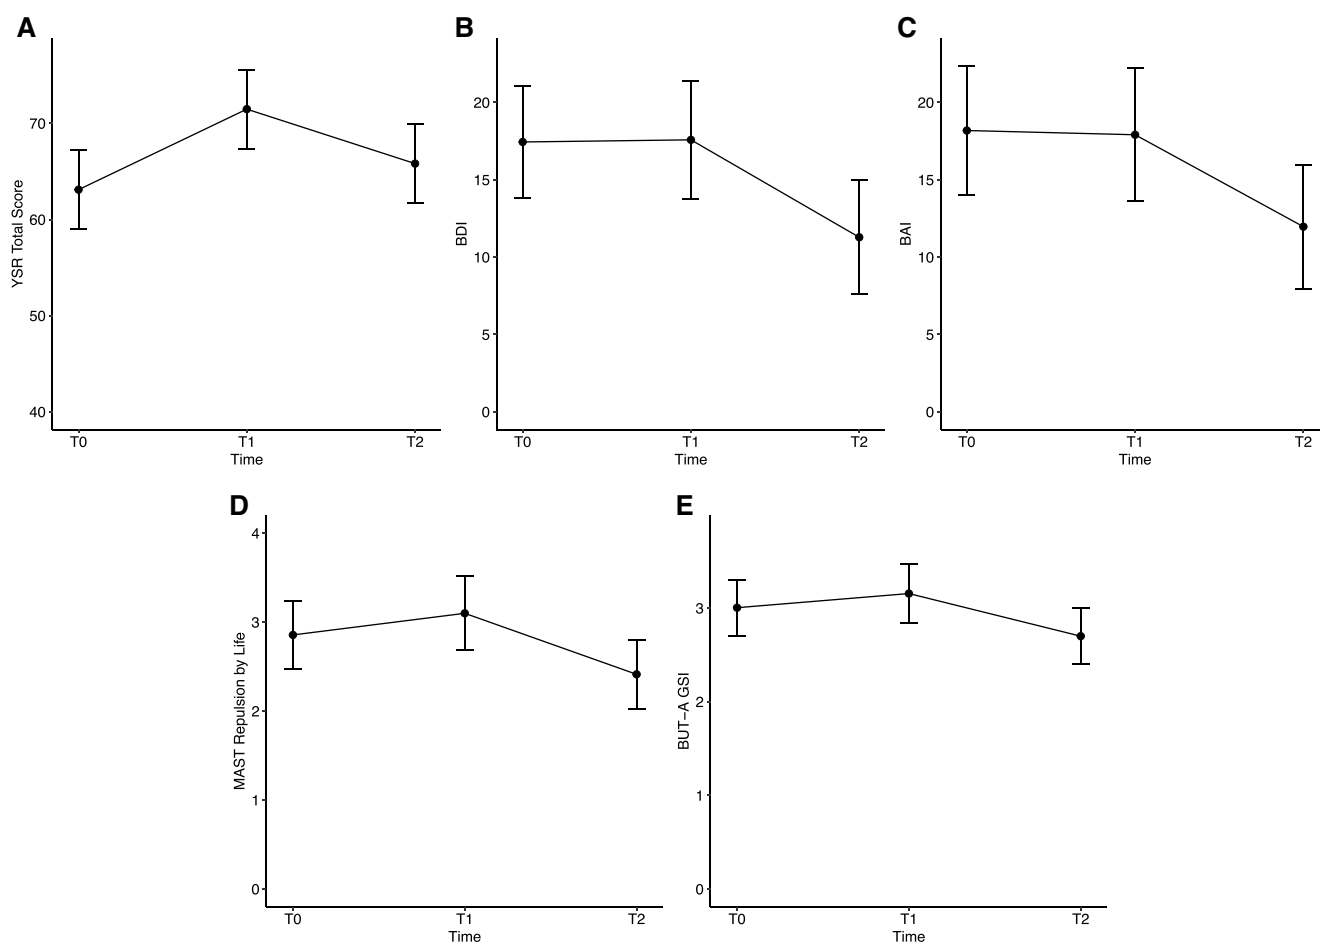 A
YSR Total Score
70
60
50
40
T0 T1 T2
Time
B
BDI
20
15
10
5
0
T0 T1 T2
Time
C
BAI
20
15
10
5
0
T0 T1 T2
Time
D
MAST Repulsion by Life
4
3
2
1
0
T0 T1 T2
Time
E
BUT−A GSI
3
2
1
0
T0 T1 T2
Time